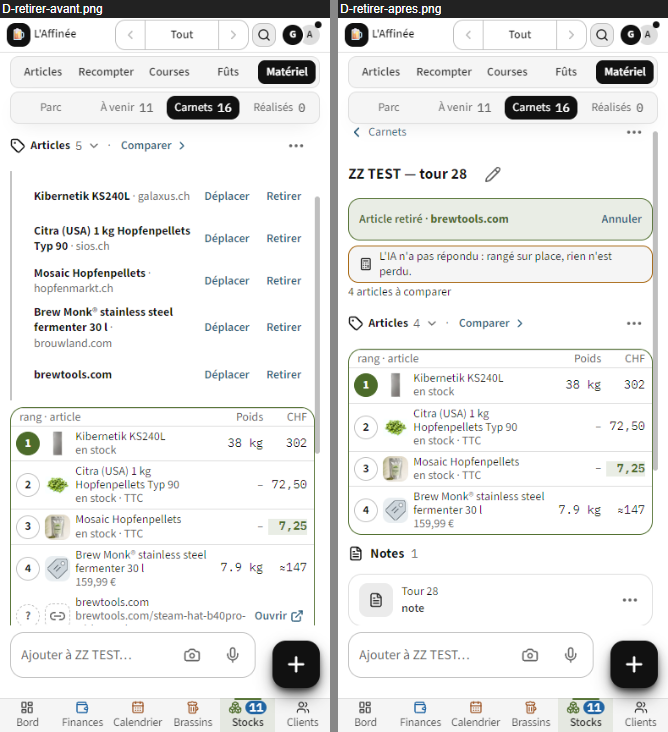 D-retirer-avant.png
L'Affinée
Tout
G A
Articles Recompter Courses Fûts Matériel
Parc À venir 11 Carnets 16 Réalisés 0
Articles 5 · Comparer
Kibernetik KS240L · galaxus.ch Déplacer Retirer
Citra (USA) 1 kg Hopfenpellets
Typ 90 · sios.ch Déplacer Retirer
Mosaic Hopfenpellets ·
hopfenmarkt.ch Déplacer Retirer
Brew Monk® stainless steel
fermenter 30 l ·
brouwland.com Déplacer Retirer
brewtools.com Déplacer Retirer
rang · article Poids CHF
1 Kibernetik KS240L 38 kg 302
en stock
2 Citra (USA) 1 kg
Hopfenpellets Typ 90 – 72,50
en stock · TTC
3 Mosaic Hopfenpellets – 7,25
en stock · TTC
4 Brew Monk® stainless steel
fermenter 30 l 7.9 kg ≈147
159,99 €
? brewtools.com
brewtools.com/steam-hat-b40pro- Ouvrir
Ajouter à ZZ TEST...
Bord Finances Calendrier Brassins Stocks 11 Clients
D-retirer-apres.png
L'Affinée
Tout
G A
Articles Recompter Courses Fûts Matériel
Parc À venir 11 Carnets 16 Réalisés 0
Carnets
ZZ TEST — tour 28
Article retiré · brewtools.com Annuler
L'IA n'a pas répondu : rangé sur place, rien n'est
perdu.
4 articles à comparer
Articles 4 · Comparer
rang · article Poids CHF
1 Kibernetik KS240L 38 kg 302
en stock
2 Citra (USA) 1 kg
Hopfenpellets Typ 90 – 72,50
en stock · TTC
3 Mosaic Hopfenpellets – 7,25
en stock · TTC
4 Brew Monk® stainless steel
fermenter 30 l 7.9 kg ≈147
159,99 €
Notes 1
Tour 28
note
Ajouter à ZZ TEST...
Bord Finances Calendrier Brassins Stocks 11 Clients